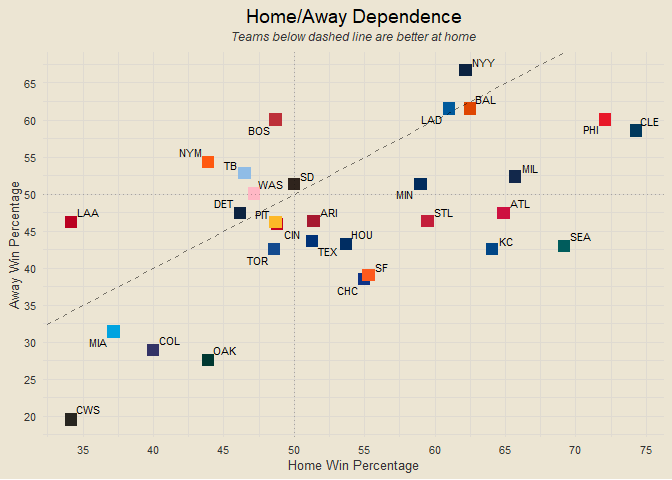 Home/Away Dependence
Teams below dashed line are better at home
NYY
BAL
LAD
BOS
PHI
CLE
NYM
TB
WAS
SD
MIN
MIL
LAA
DET
PIT
CIN
ARI
STL
ATL
TOR
TEX
HOU
KC
SEA
CHC
SF
MIA
COL
OAK
CWS
65
60
55
50
45
40
35
30
25
20
Away Win Percentage
35
40
45
50
55
60
65
70
75
Home Win Percentage